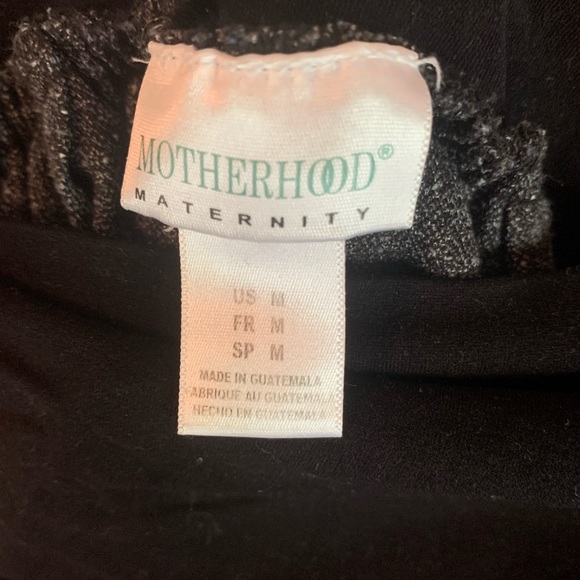 MOTHERHOOD®
MATERNITY
US M
FR M
SP M
MADE IN GUATEMALA
FABRIQUE AU GUATEMALA
HECHO EN GUATEMALA